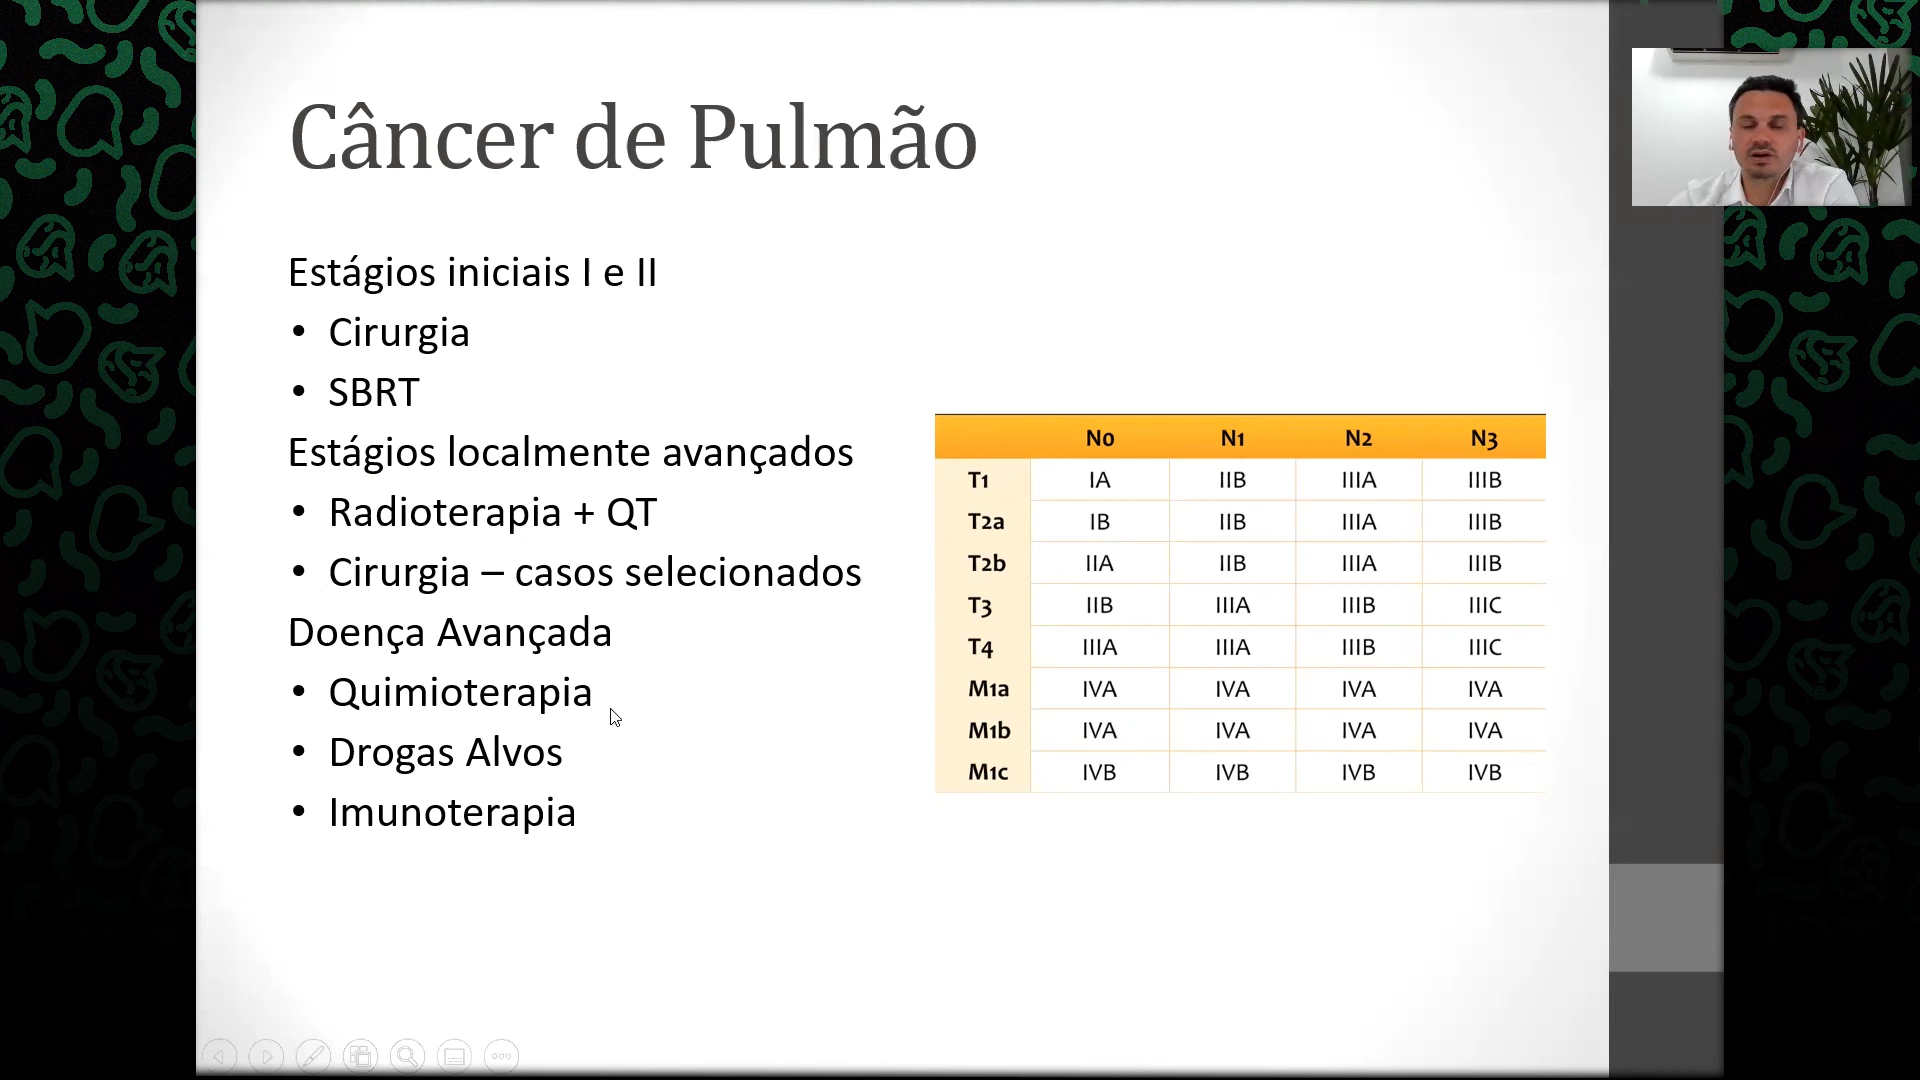 Câncer de Pulmão
Estágios iniciais I e II
• Cirurgia
• SBRT
Estágios localmente avançados
• Radioterapia + QT
• Cirurgia – casos selecionados
Doença Avançada
• Quimioterapia
• Drogas Alvos
• Imunoterapia
N0 N1 N2 N3
T1 IA IIB IIIA IIIB
T2a IB IIB IIIA IIIB
T2b IIA IIB IIIA IIIB
T3 IIB IIIA IIIB IIIC
T4 IIIA IIIA IIIB IIIC
M1a IVA IVA IVA IVA
M1b IVA IVA IVA IVA
M1c IVB IVB IVB IVB